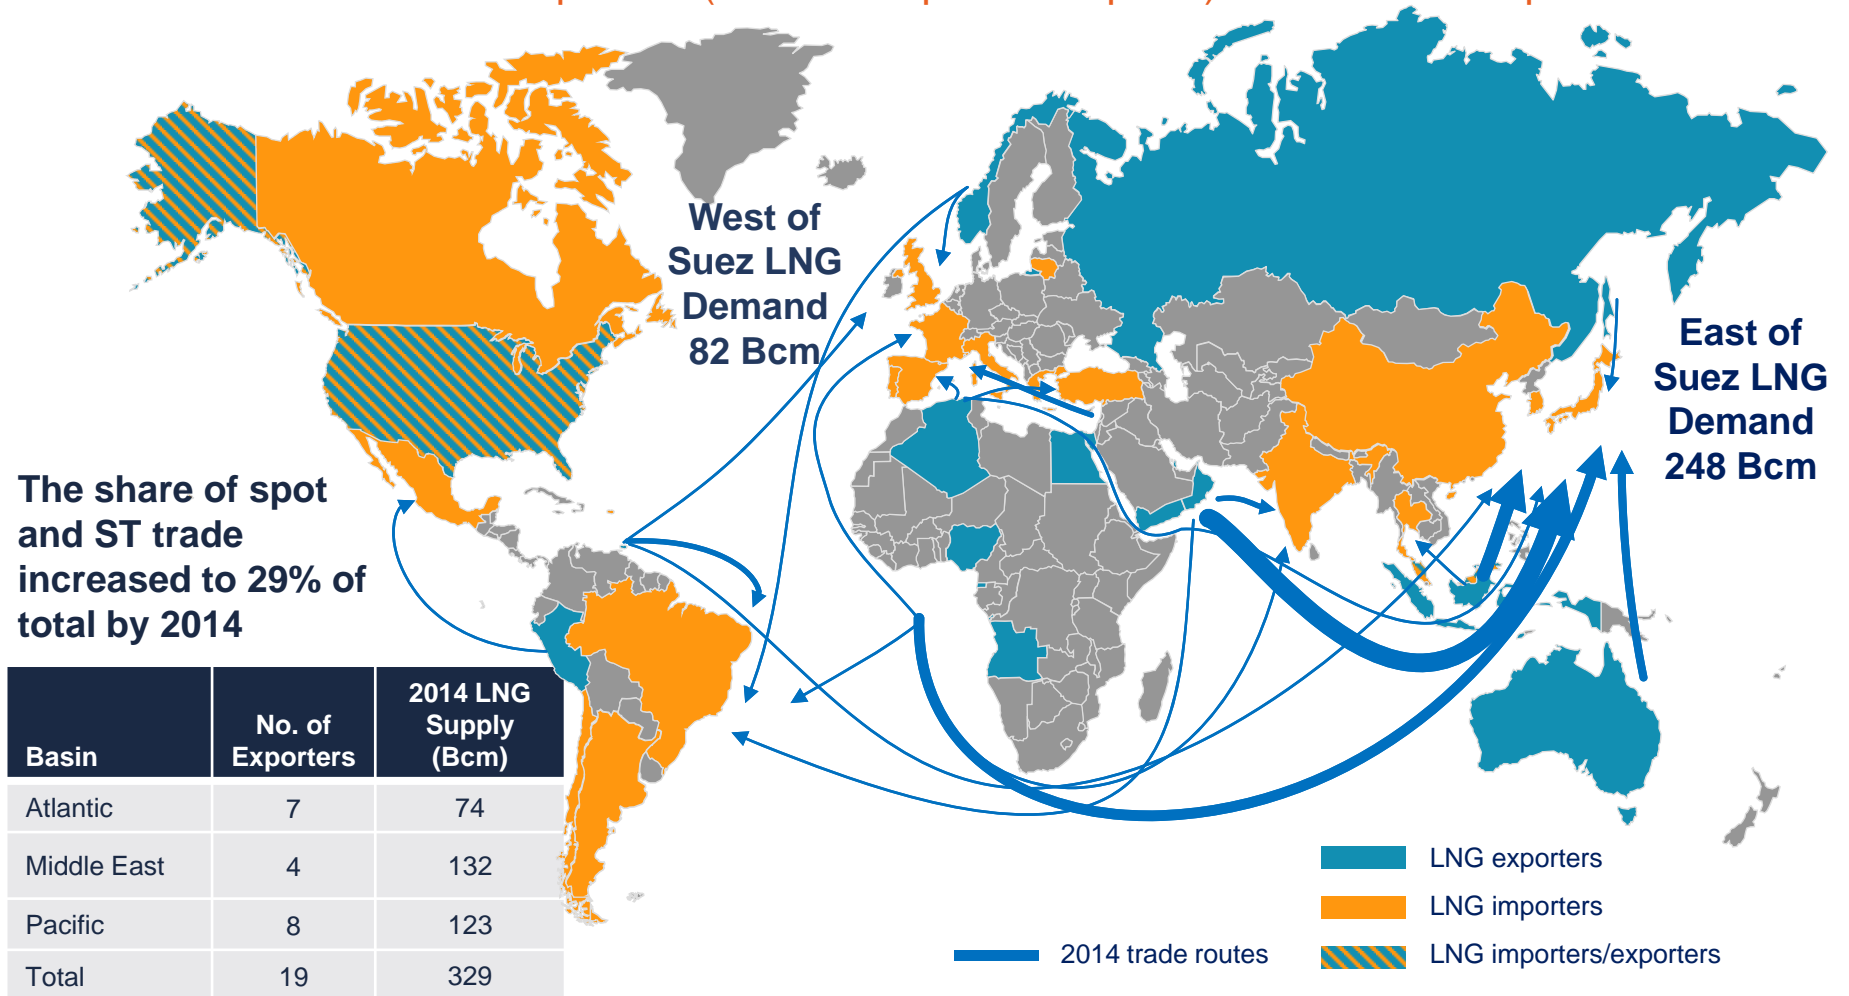 West of
Suez LNG
Demand
82 Bcm
East of
Suez LNG
Demand
248 Bcm
The share of spot
and ST trade
increased to 29% of
total by 2014
Basin
No. of
Exporters
2014 LNG
Supply
(Bcm)
Atlantic 7 74
Middle East 4 132
Pacific 8 123
Total 19 329
2014 trade routes
LNG exporters
LNG importers
LNG importers/exporters